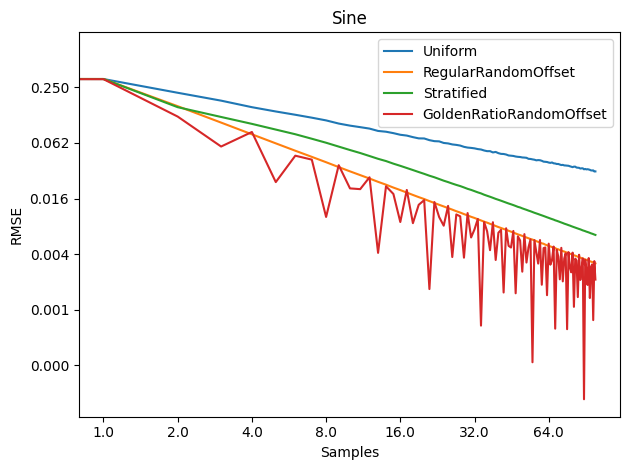 Sine
Uniform
RegularRandomOffset
Stratified
GoldenRatioRandomOffset
0.250
0.062
0.016
0.004
0.001
0.000
RMSE
1.0 2.0 4.0 8.0 16.0 32.0 64.0
Samples